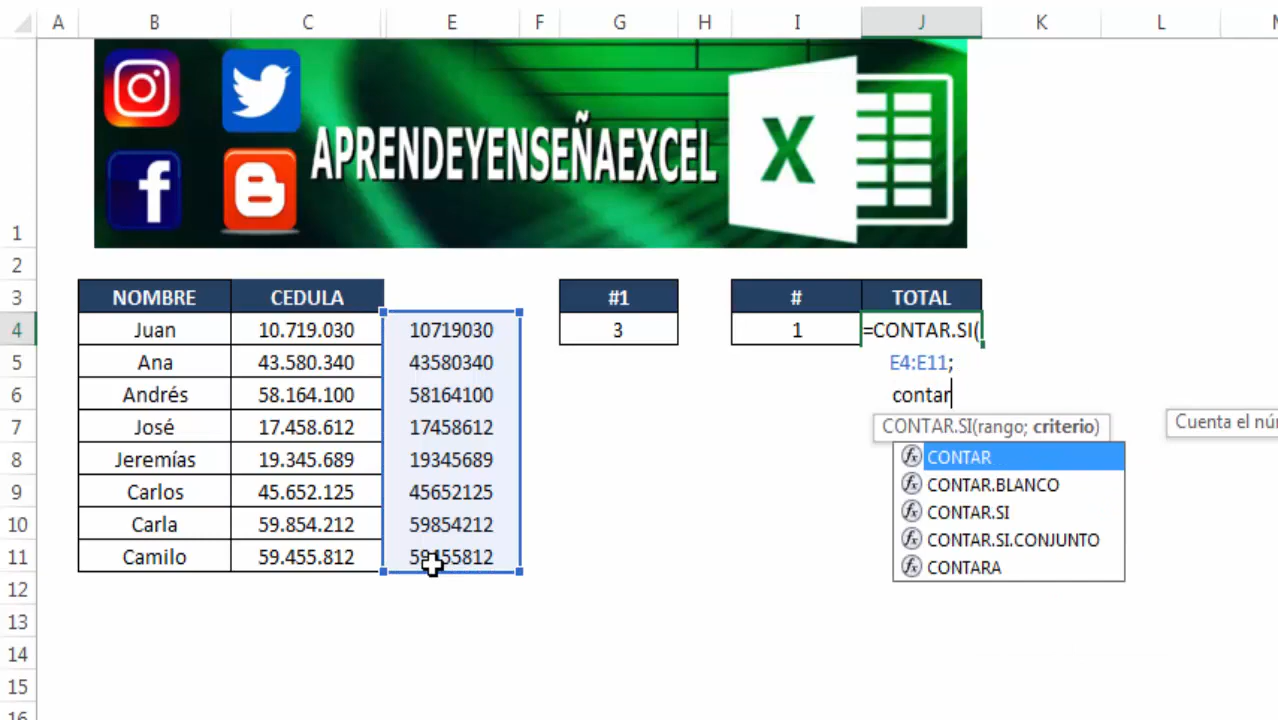 A B C E F G H I J K L
APRENDEYENSEÑAEXCEL
1
2
3 NOMBRE CEDULA #1 # TOTAL
4 Juan 10.719.030 10719030 3 1 =CONTAR.SI(
5 Ana 43.580.340 43580340 E4:E11;
6 Andrés 58.164.100 58164100 contar
7 José 17.458.612 17458612 CONTAR.SI(rango; criterio) Cuenta el núm
8 Jeremías 19.345.689 19345689 CONTAR
9 Carlos 45.652.125 45652125 CONTAR.BLANCO
CONTAR.SI
10 Carla 59.854.212 59854212 CONTAR.SI.CONJUNTO
11 Camilo 59.455.812 59455812 CONTARA
12
13
14
15
16